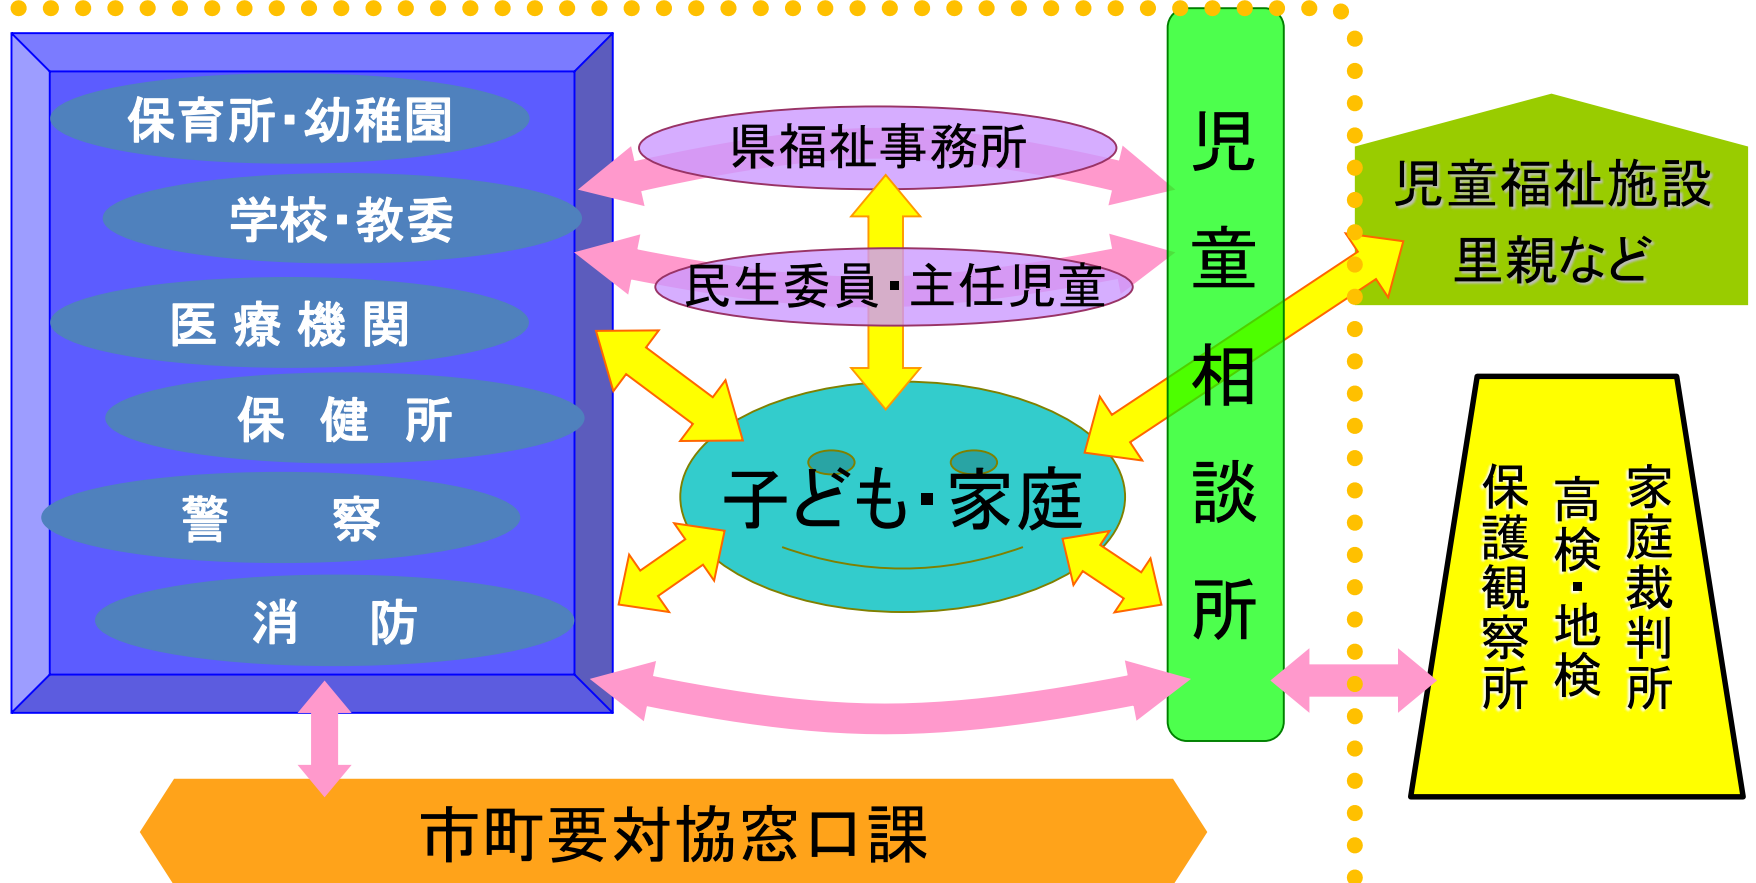 保育所・幼稚園
学校・教委
医療機関
保健所
警察
消防
県福祉事務所
民生委員・主任児童
子ども・家庭
児童相談所
児童福祉施設
里親など
家庭裁判所
高検・地検
保護観察所
市町要対協窓口課